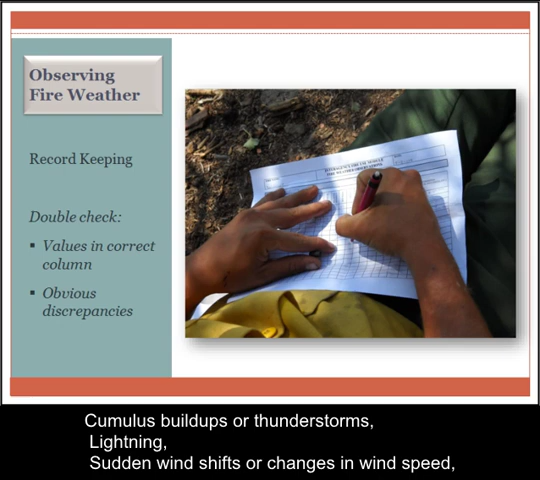 Observing
Fire Weather
Record Keeping
Double check:
▪ Values in correct
column
▪ Obvious
discrepancies
Cumulus buildups or thunderstorms,
Lightning,
Sudden wind shifts or changes in wind speed,